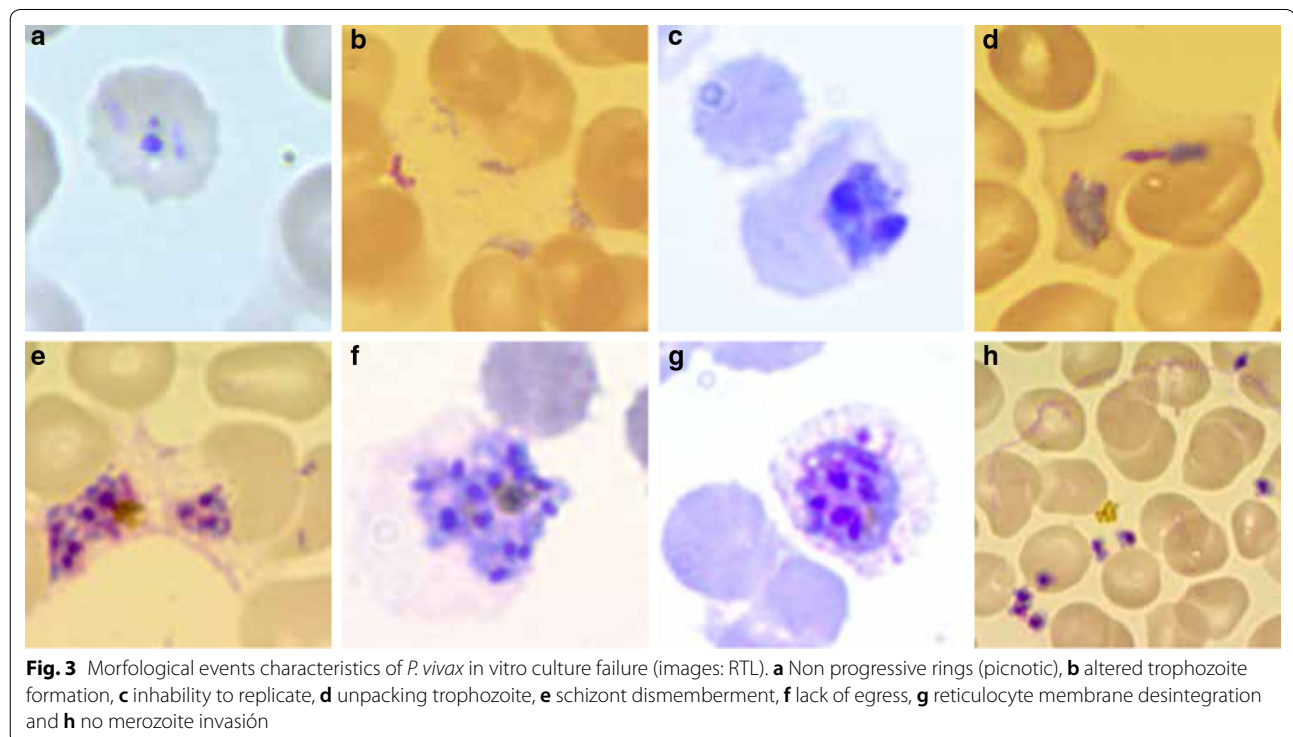 a
b
c
d
e
f
g
h
Fig. 3 Morfological events characteristics of P. vivax in vitro culture failure (images: RTL). a Non progressive rings (picnotic), b altered trophozoite
formation, c inhability to replicate, d unpacking trophozoite, e schizont dismemberment, f lack of egress, g reticulocyte membrane desintegration
and h no merozoite invasión